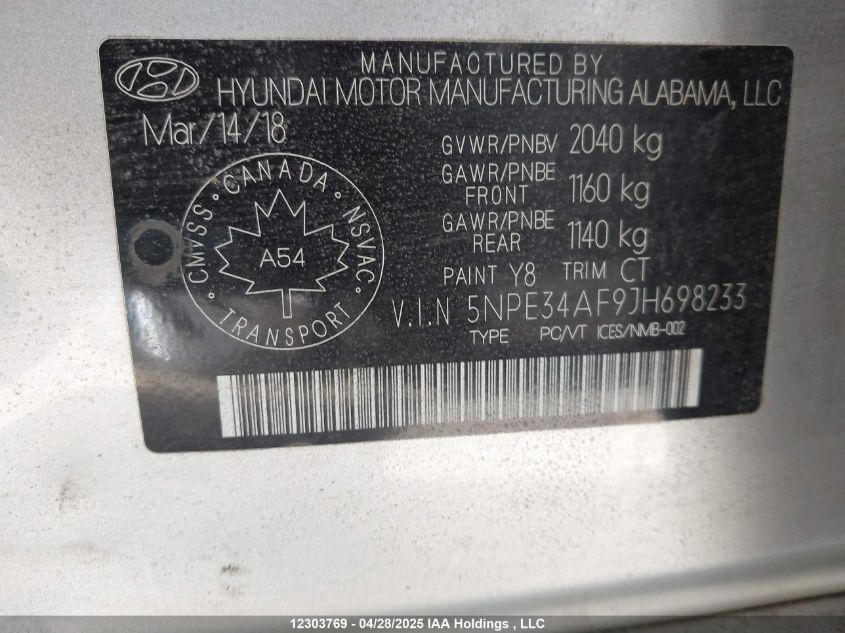 MANUFACTURED BY
HYUNDAI MOTOR MANUFACTURING ALABAMA, LLC
Mar/14/18
GVWR/PNBV 2040 kg
GAWR/PNBE FRONT 1160 kg
GAWR/PNBE REAR 1140 kg
PAINT Y8 TRIM CT
V.I.N 5NPE34AF9JH698233
TYPE PC/VT ICES/NMB-002
CMVSS · CANADA · NSVAC · TRANSPORT ·
A54
12303769 - 04/28/2025 IAA Holdings , LLC